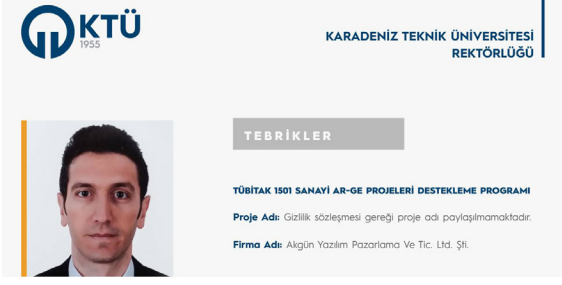 KTÜ
1955
KARADENİZ TEKNİK ÜNİVERSİTESİ
REKTÖRLÜĞÜ
TEBRİKLER
TÜBİTAK 1501 SANAYİ AR-GE PROJELERİ DESTEKLEME PROGRAMI
Proje Adı: Gizlilik sözleşmesi gereği proje adı paylaşılmamaktadır.
Firma Adı: Akgün Yazılım Pazarlama Ve Tic. Ltd. Şti.